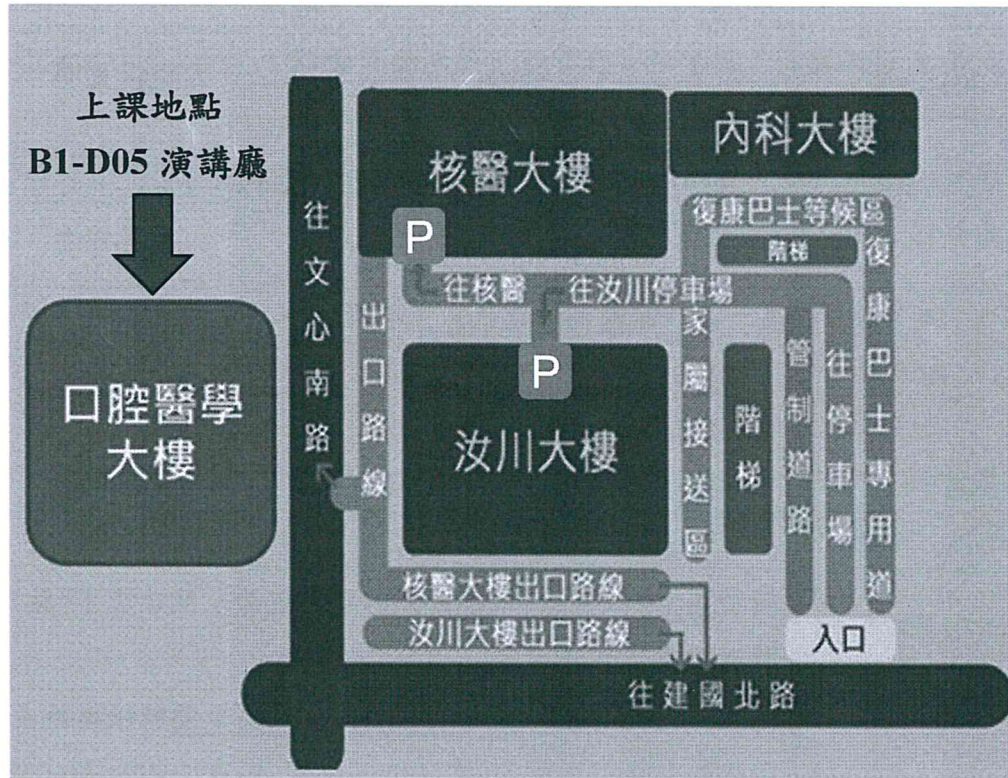 上課地點
B1-D05 演講廳
口腔醫學
大樓
往文心南路
核醫大樓
內科大樓
P
復康巴士等候區
階梯
往核醫
往汝川停車場
出口路線
P
汝川大樓
家屬接送區
階梯
管制道路
往停車場
復康巴士專用道
核醫大樓出口路線
汝川大樓出口路線
入口
往建國北路